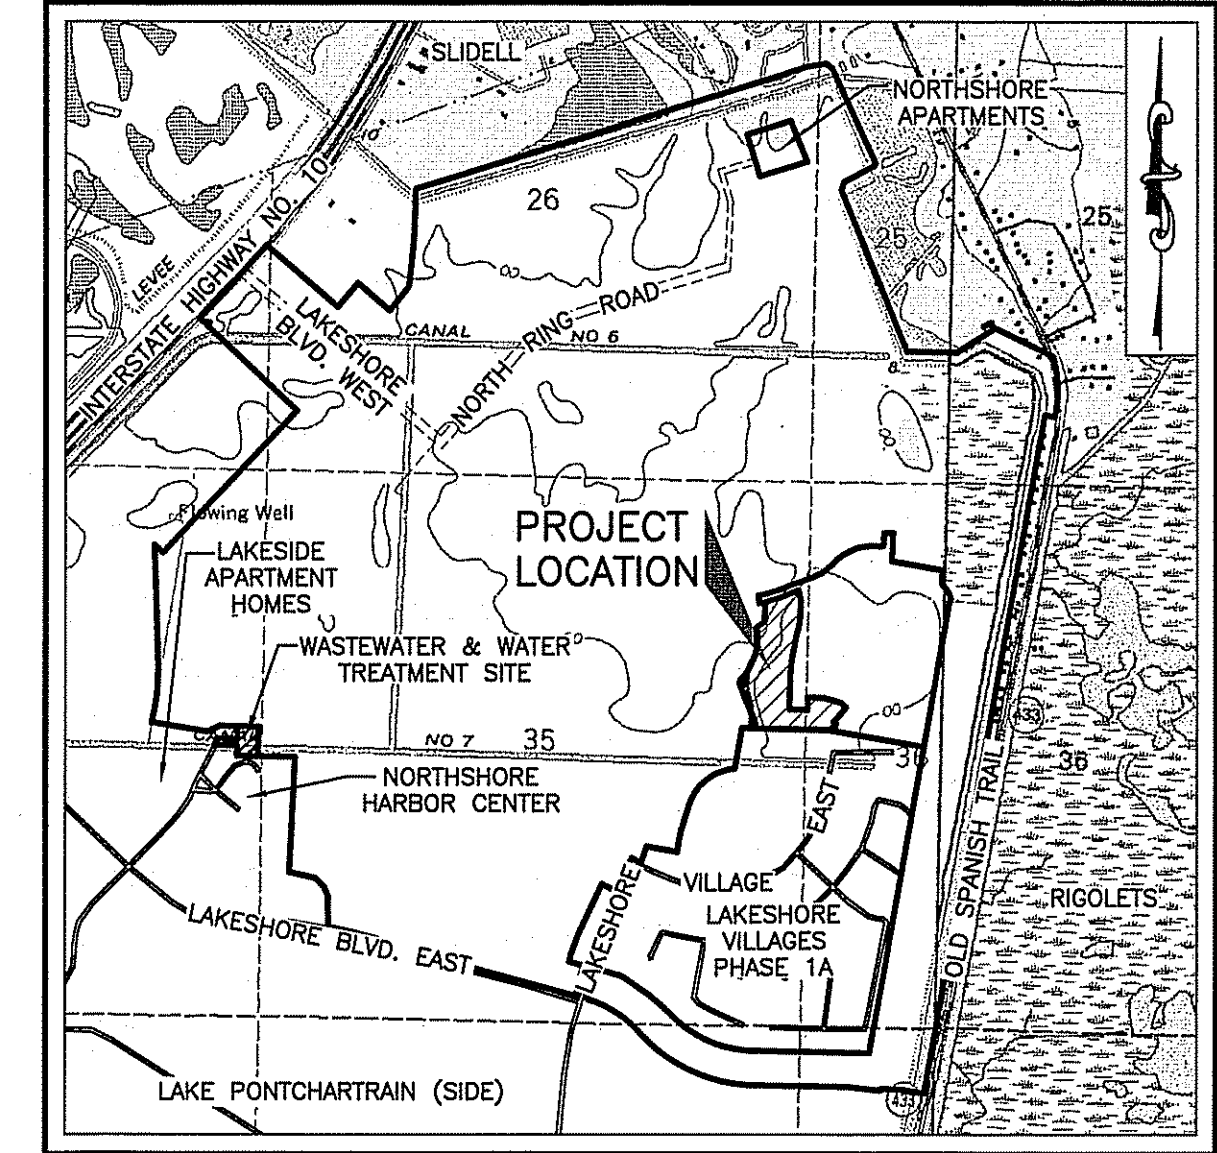 SLIDELL
NORTHSHORE
APARTMENTS
26
25
25
INTERSTATE HIGHWAY NO. 10
LEVEE
LAKESHORE
BLVD. WEST
CANAL
NO 6
NORTH RING ROAD
8
Flowing Well
PROJECT
LOCATION
LAKESIDE
APARTMENT
HOMES
WASTEWATER & WATER
TREATMENT SITE
NO 7
35
36
36
433
NORTHSHORE
HARBOR CENTER
EAST
VILLAGE
LAKESHORE
LAKESHORE
VILLAGES
PHASE 1A
OLD SPANISH TRAIL
RIGOLETS
LAKESHORE BLVD. EAST
LAKE PONTCHARTRAIN (SIDE)
433